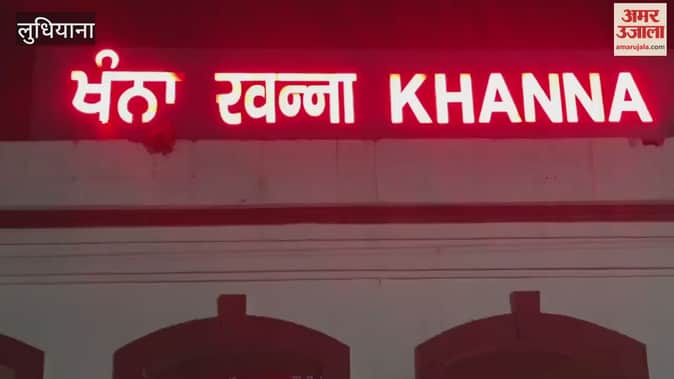 लुधियाना
अमर
उजाला
amarujala.com
ਖੰਨਾ खन्ना KHANNA